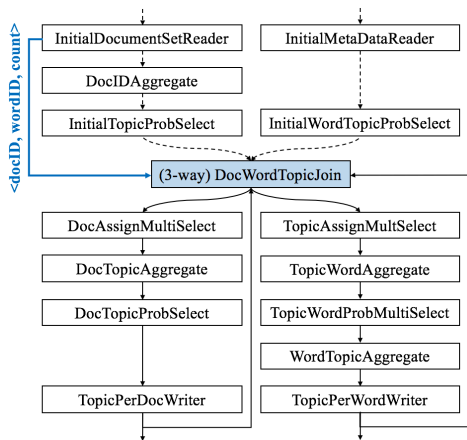 <docID, wordID, count>
InitialDocumentSetReader
InitialMetaDataReader
DocIDAggregate
InitialTopicProbSelect
InitialWordTopicProbSelect
(3-way) DocWordTopicJoin
DocAssignMultiSelect
TopicAssignMultSelect
DocTopicAggregate
TopicWordAggregate
DocTopicProbSelect
TopicWordProbMultiSelect
WordTopicAggregate
TopicPerDocWriter
TopicPerWordWriter